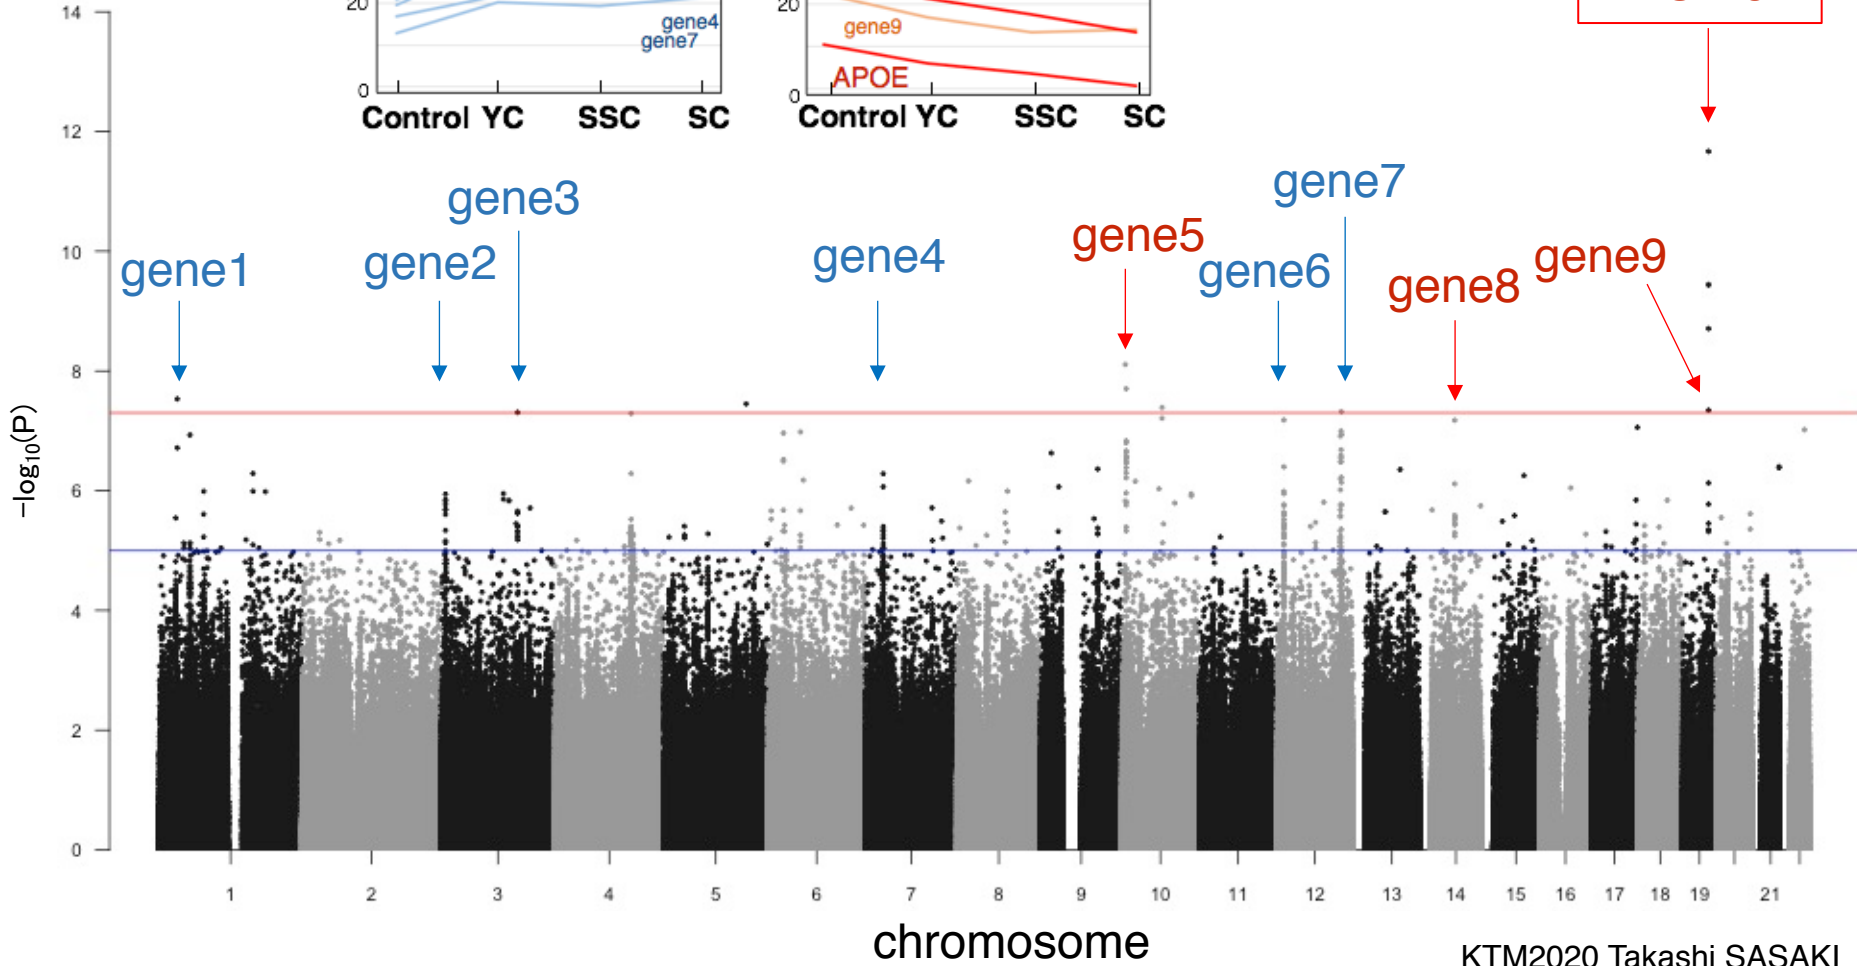 14
20
gene4
gene7
0
Control YC SSC SC
20
gene9
APOE
0
Control YC SSC SC
12
gene7
gene3
gene5
gene1
gene2
gene4
gene6
gene8
gene9
10
8
6
4
2
0
−log10(P)
1 2 3 4 5 6 7 8 9 10 11 12 13 14 15 16 17 18 19 21
chromosome
KTM2020 Takashi SASAKI